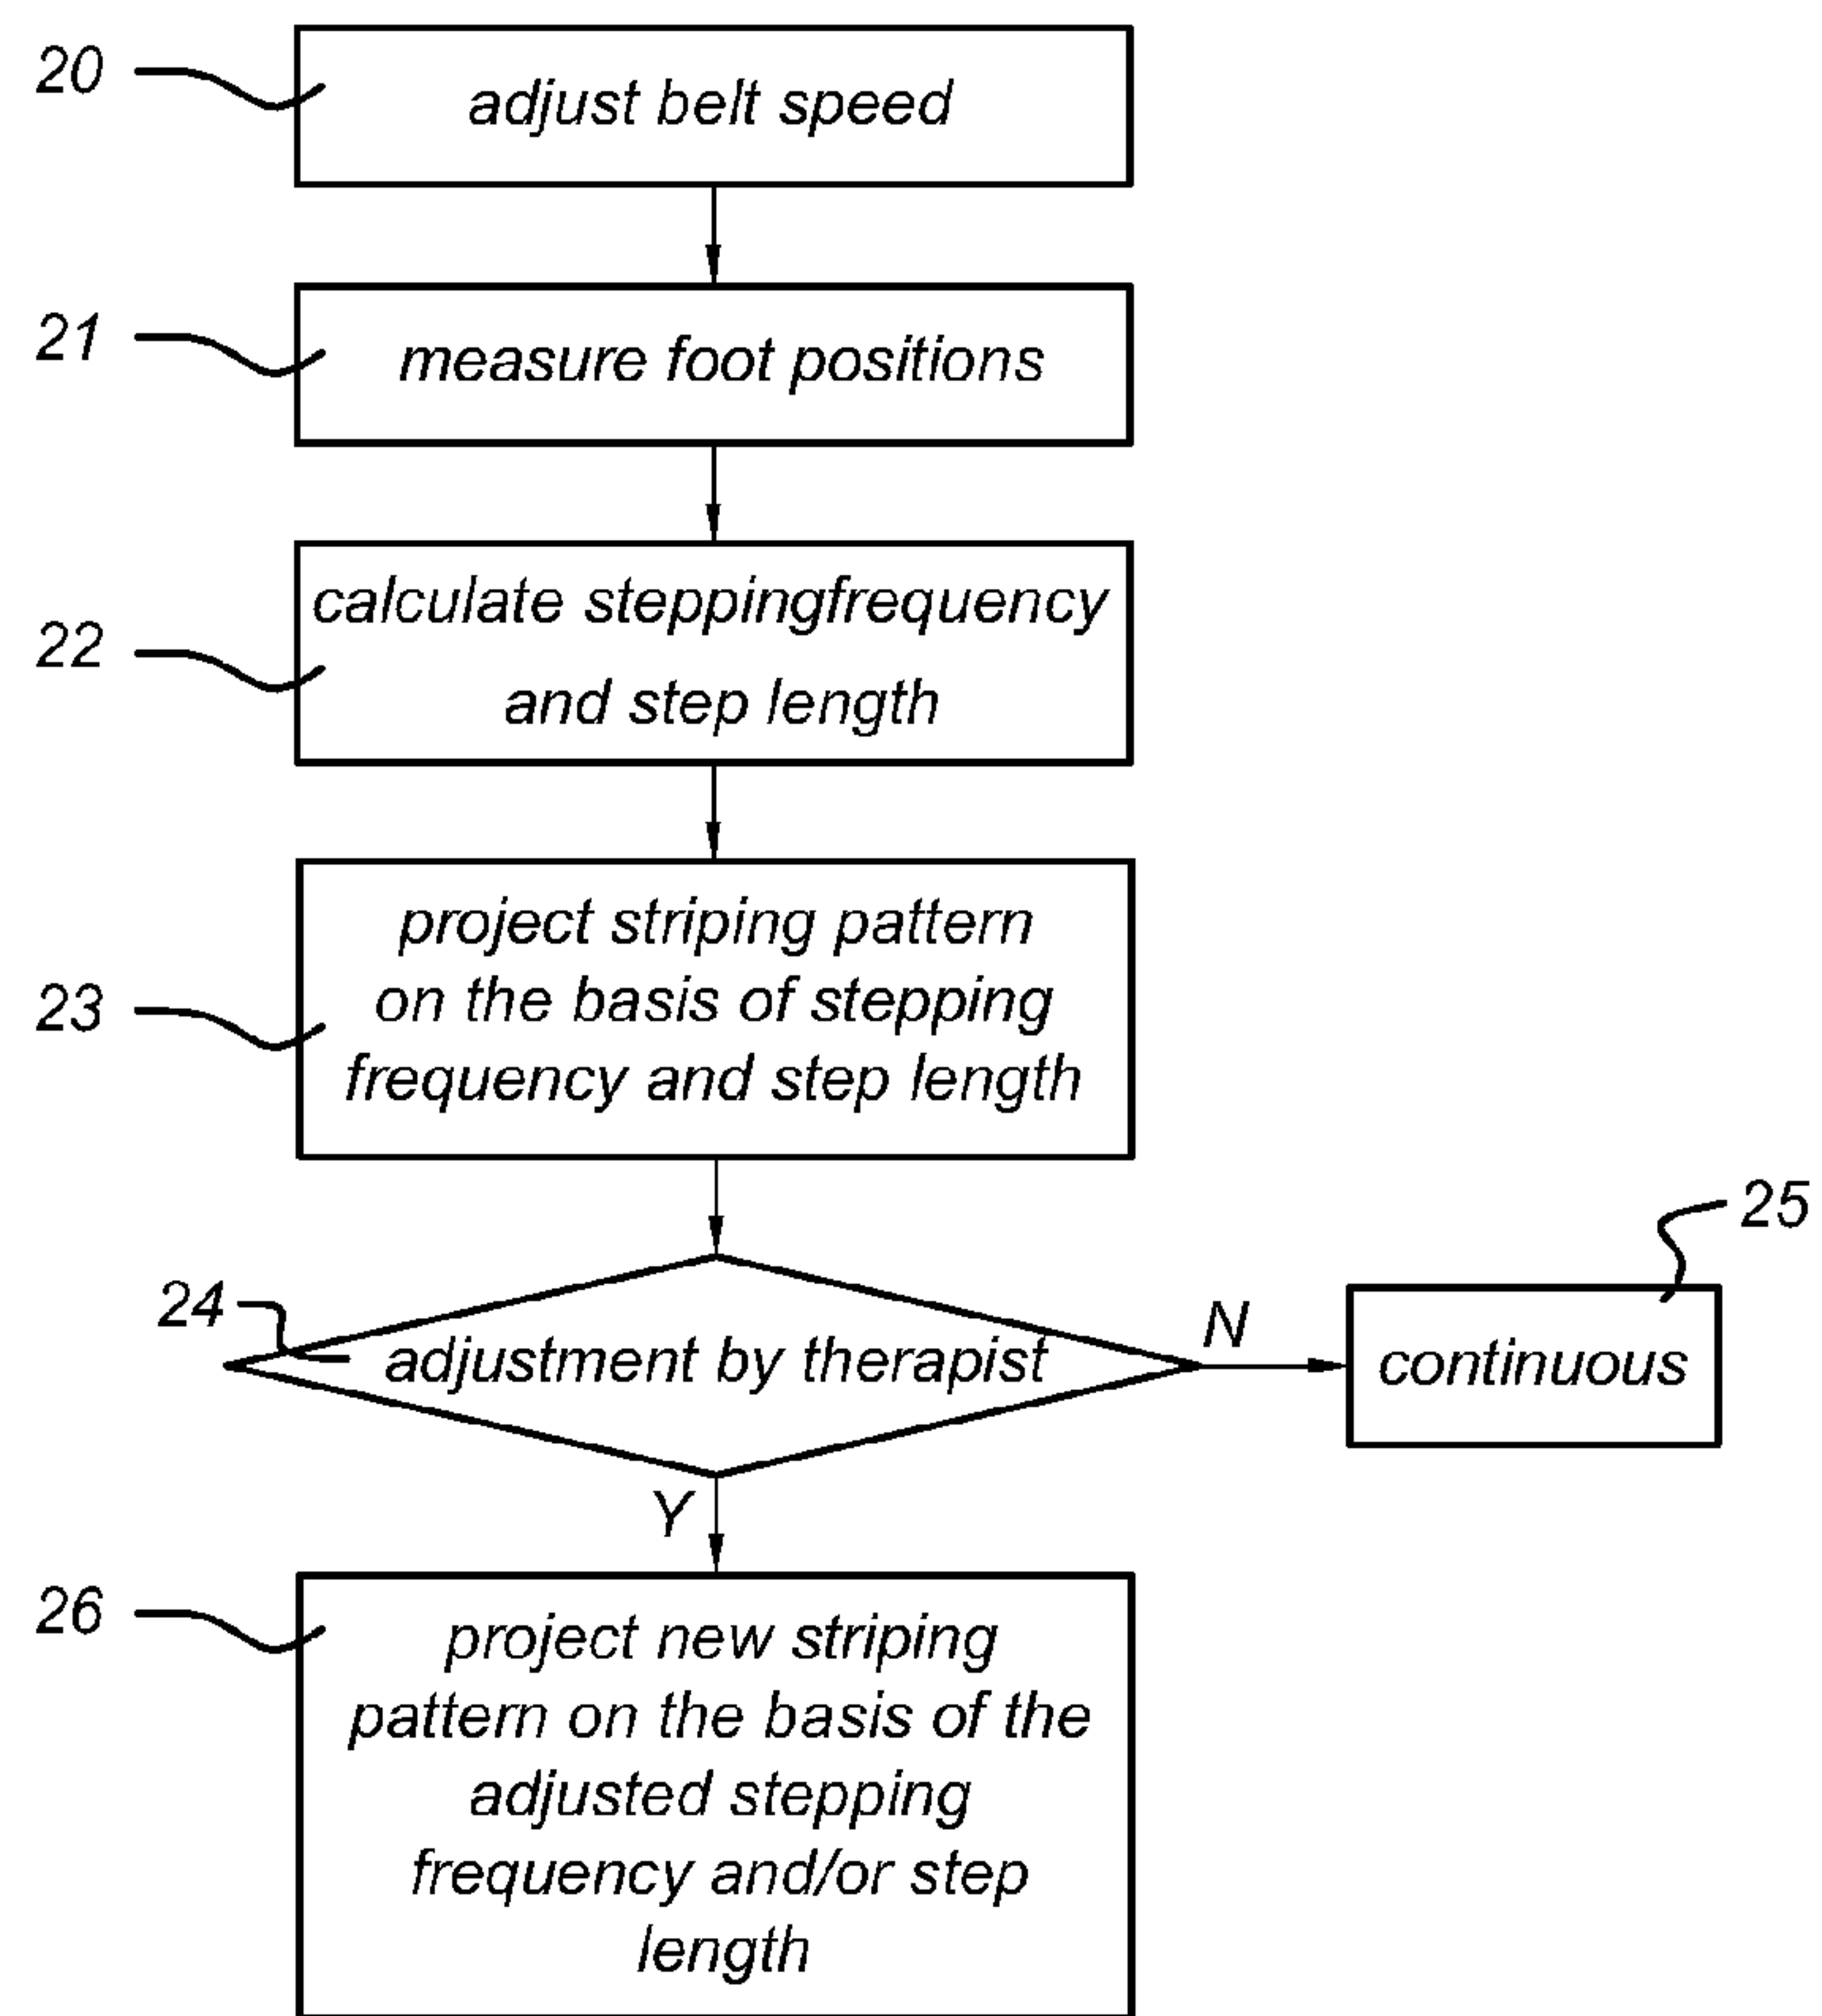 20
adjust belt speed
21
measure foot positions
22
calculate steppingfrequency
and step length
23
project striping pattern
on the basis of stepping
frequency and step length
24
adjustment by therapist
N
25
continuous
Y
26
project new striping
pattern on the basis of the
adjusted stepping
frequency and/or step
length